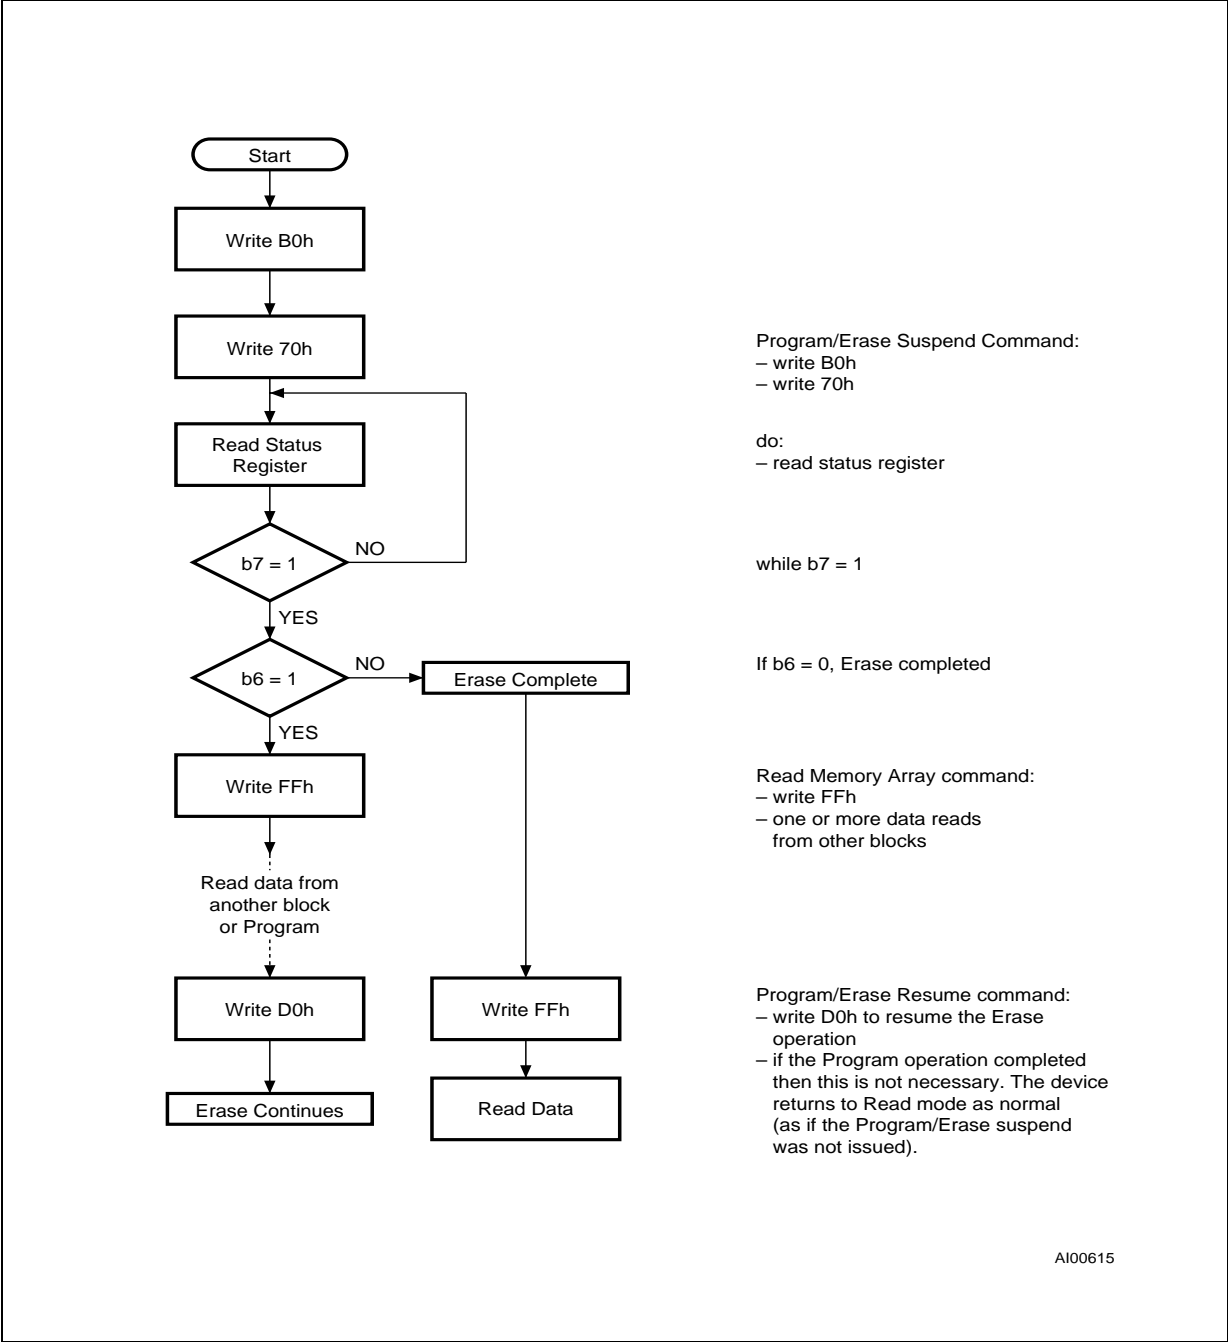 Start
Write B0h
Write 70h
Read Status
Register
b7 = 1
NO
YES
b6 = 1
NO
YES
Erase Complete
Write FFh
Read data from
another block
or Program
Write D0h
Erase Continues
Write FFh
Read Data
Program/Erase Suspend Command:
– write B0h
– write 70h
do:
– read status register
while b7 = 1
If b6 = 0, Erase completed
Read Memory Array command:
– write FFh
– one or more data reads
from other blocks
Program/Erase Resume command:
– write D0h to resume the Erase
operation
– if the Program operation completed
then this is not necessary. The device
returns to Read mode as normal
(as if the Program/Erase suspend
was not issued).
AI00615